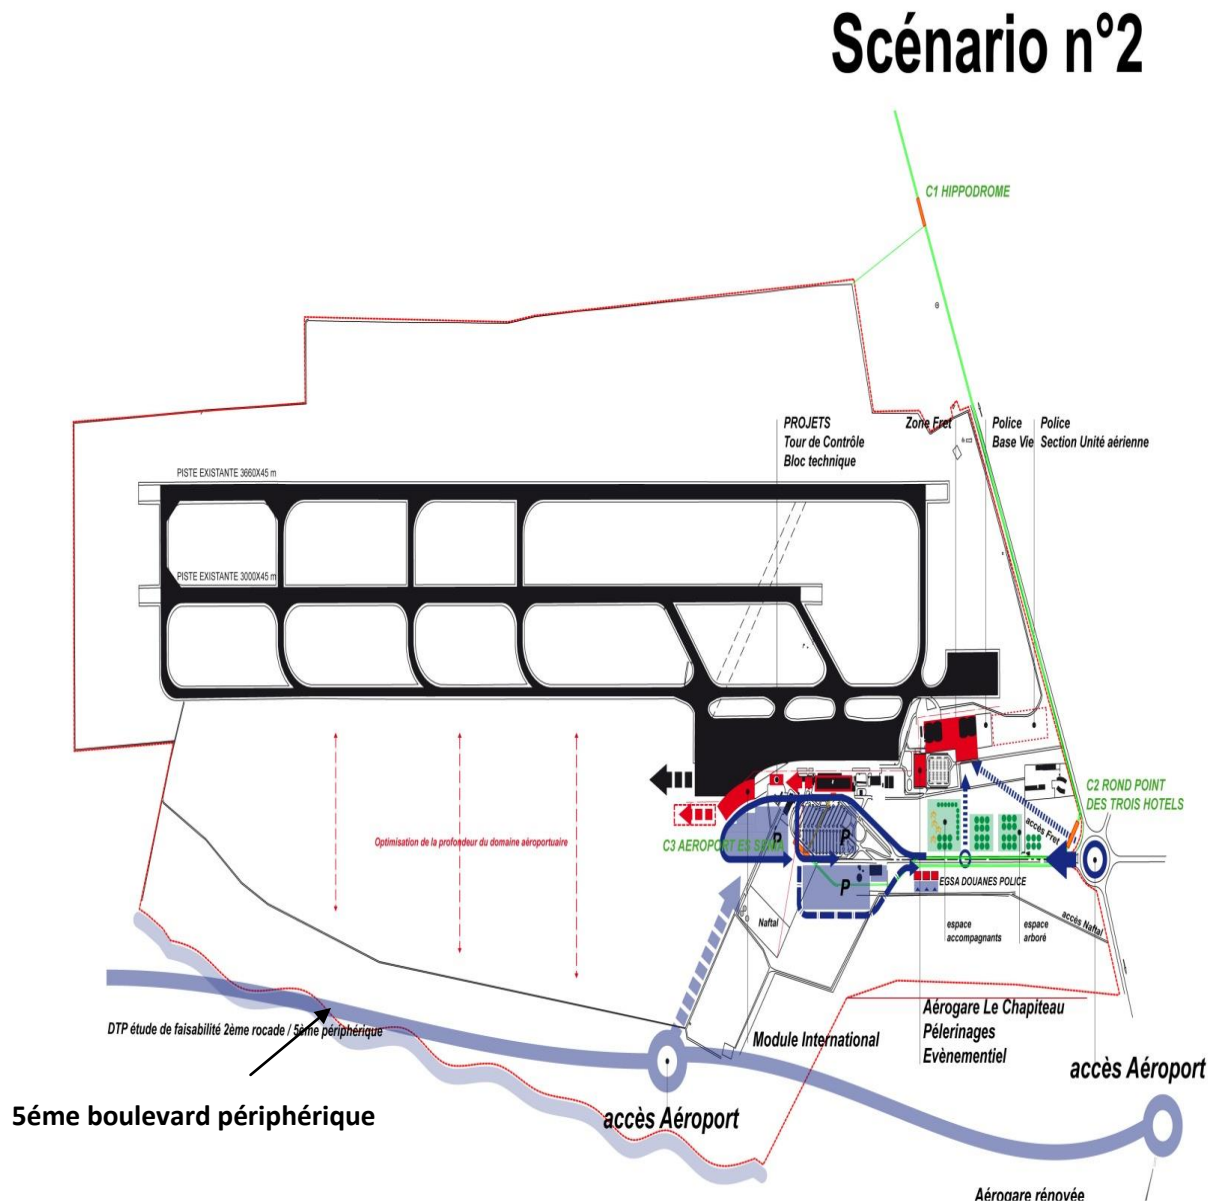 Scénario n°2
C1 HIPPODROME
PROJETS
Tour de Contrôle
Bloc technique
Zone Fret
Police
Base Vie
Police
Section Unité aérienne
PISTE EXISTANTE 3660X45 m
PISTE EXISTANTE 3000X45 m
C2 ROND POINT
DES TROIS HOTELS
accès Fret
Optimisation de la profondeur du domaine aéroportuaire
C3 AEROPORT ES SENIA
P
P
P
EGSA DOUANES POLICE
Naftal
espace
accompagnants
espace
arboré
accès Naftal
DTP étude de faisabilité 2ème rocade / 5ème périphérique
Module International
Aérogare Le Chapiteau
Pélerinages
Evènementiel
accès Aéroport
accès Aéroport
5éme boulevard périphérique
Aérogare rénovée